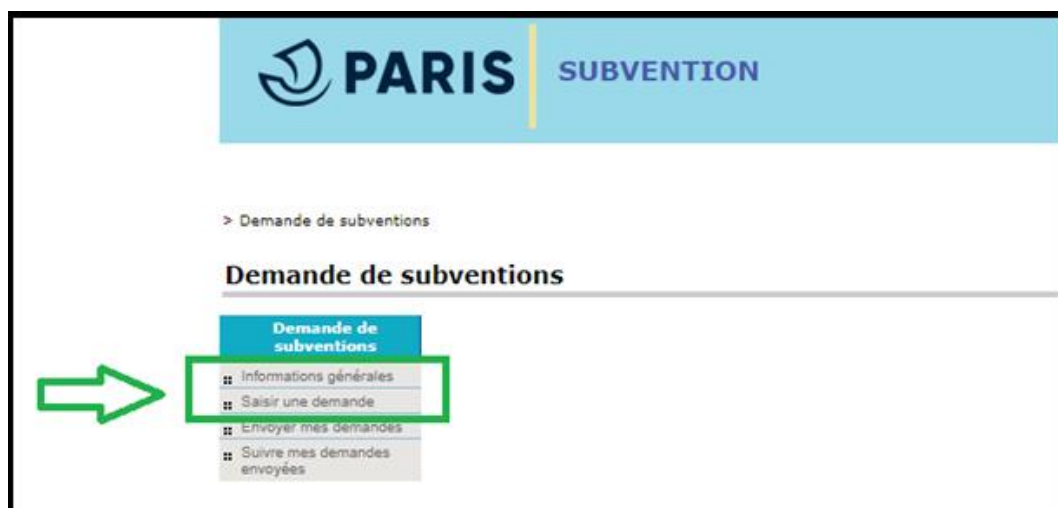 PARIS
SUBVENTION
> Demande de subventions
Demande de subventions
Demande de
subventions
Informations générales
Saisir une demande
Envoyer mes demandes
Suivre mes demandes
envoyées